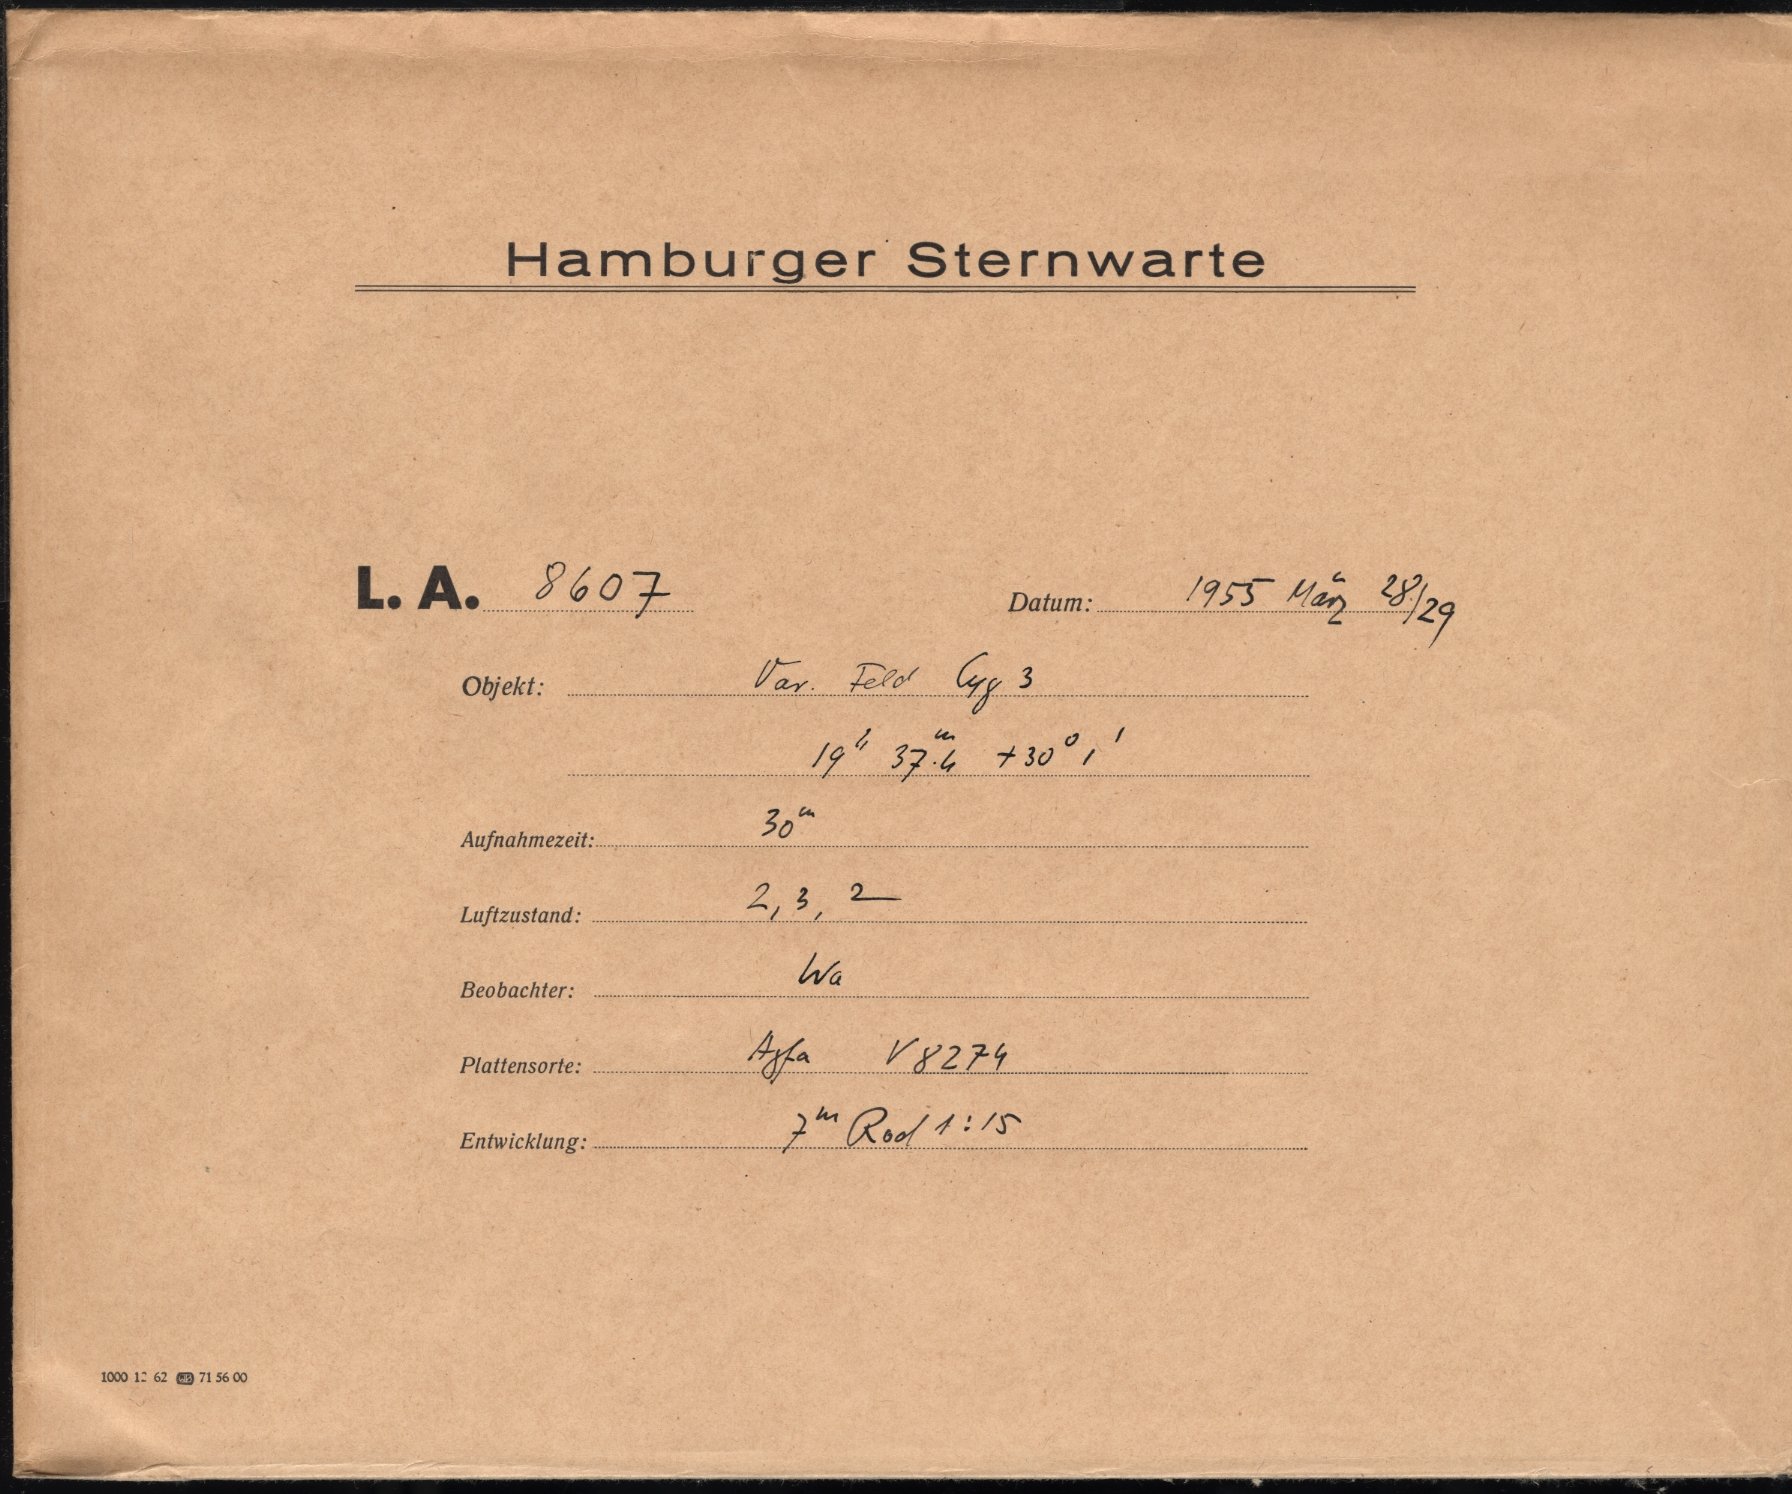 Hamburger Sternwarte
L. A. 8607 Datum: 1955 März 28/29
Objekt: Var. Feld Cyg 3
19ʰ 37.ᵐ4 +30° 1'
Aufnahmezeit: 30ᵐ
Luftzustand: 2, 3, 2
Beobachter: Wa
Plattensorte: Agfa V 8274
Entwicklung: 7ᵐ Rod 1:15
1000 12 62 71 56 00